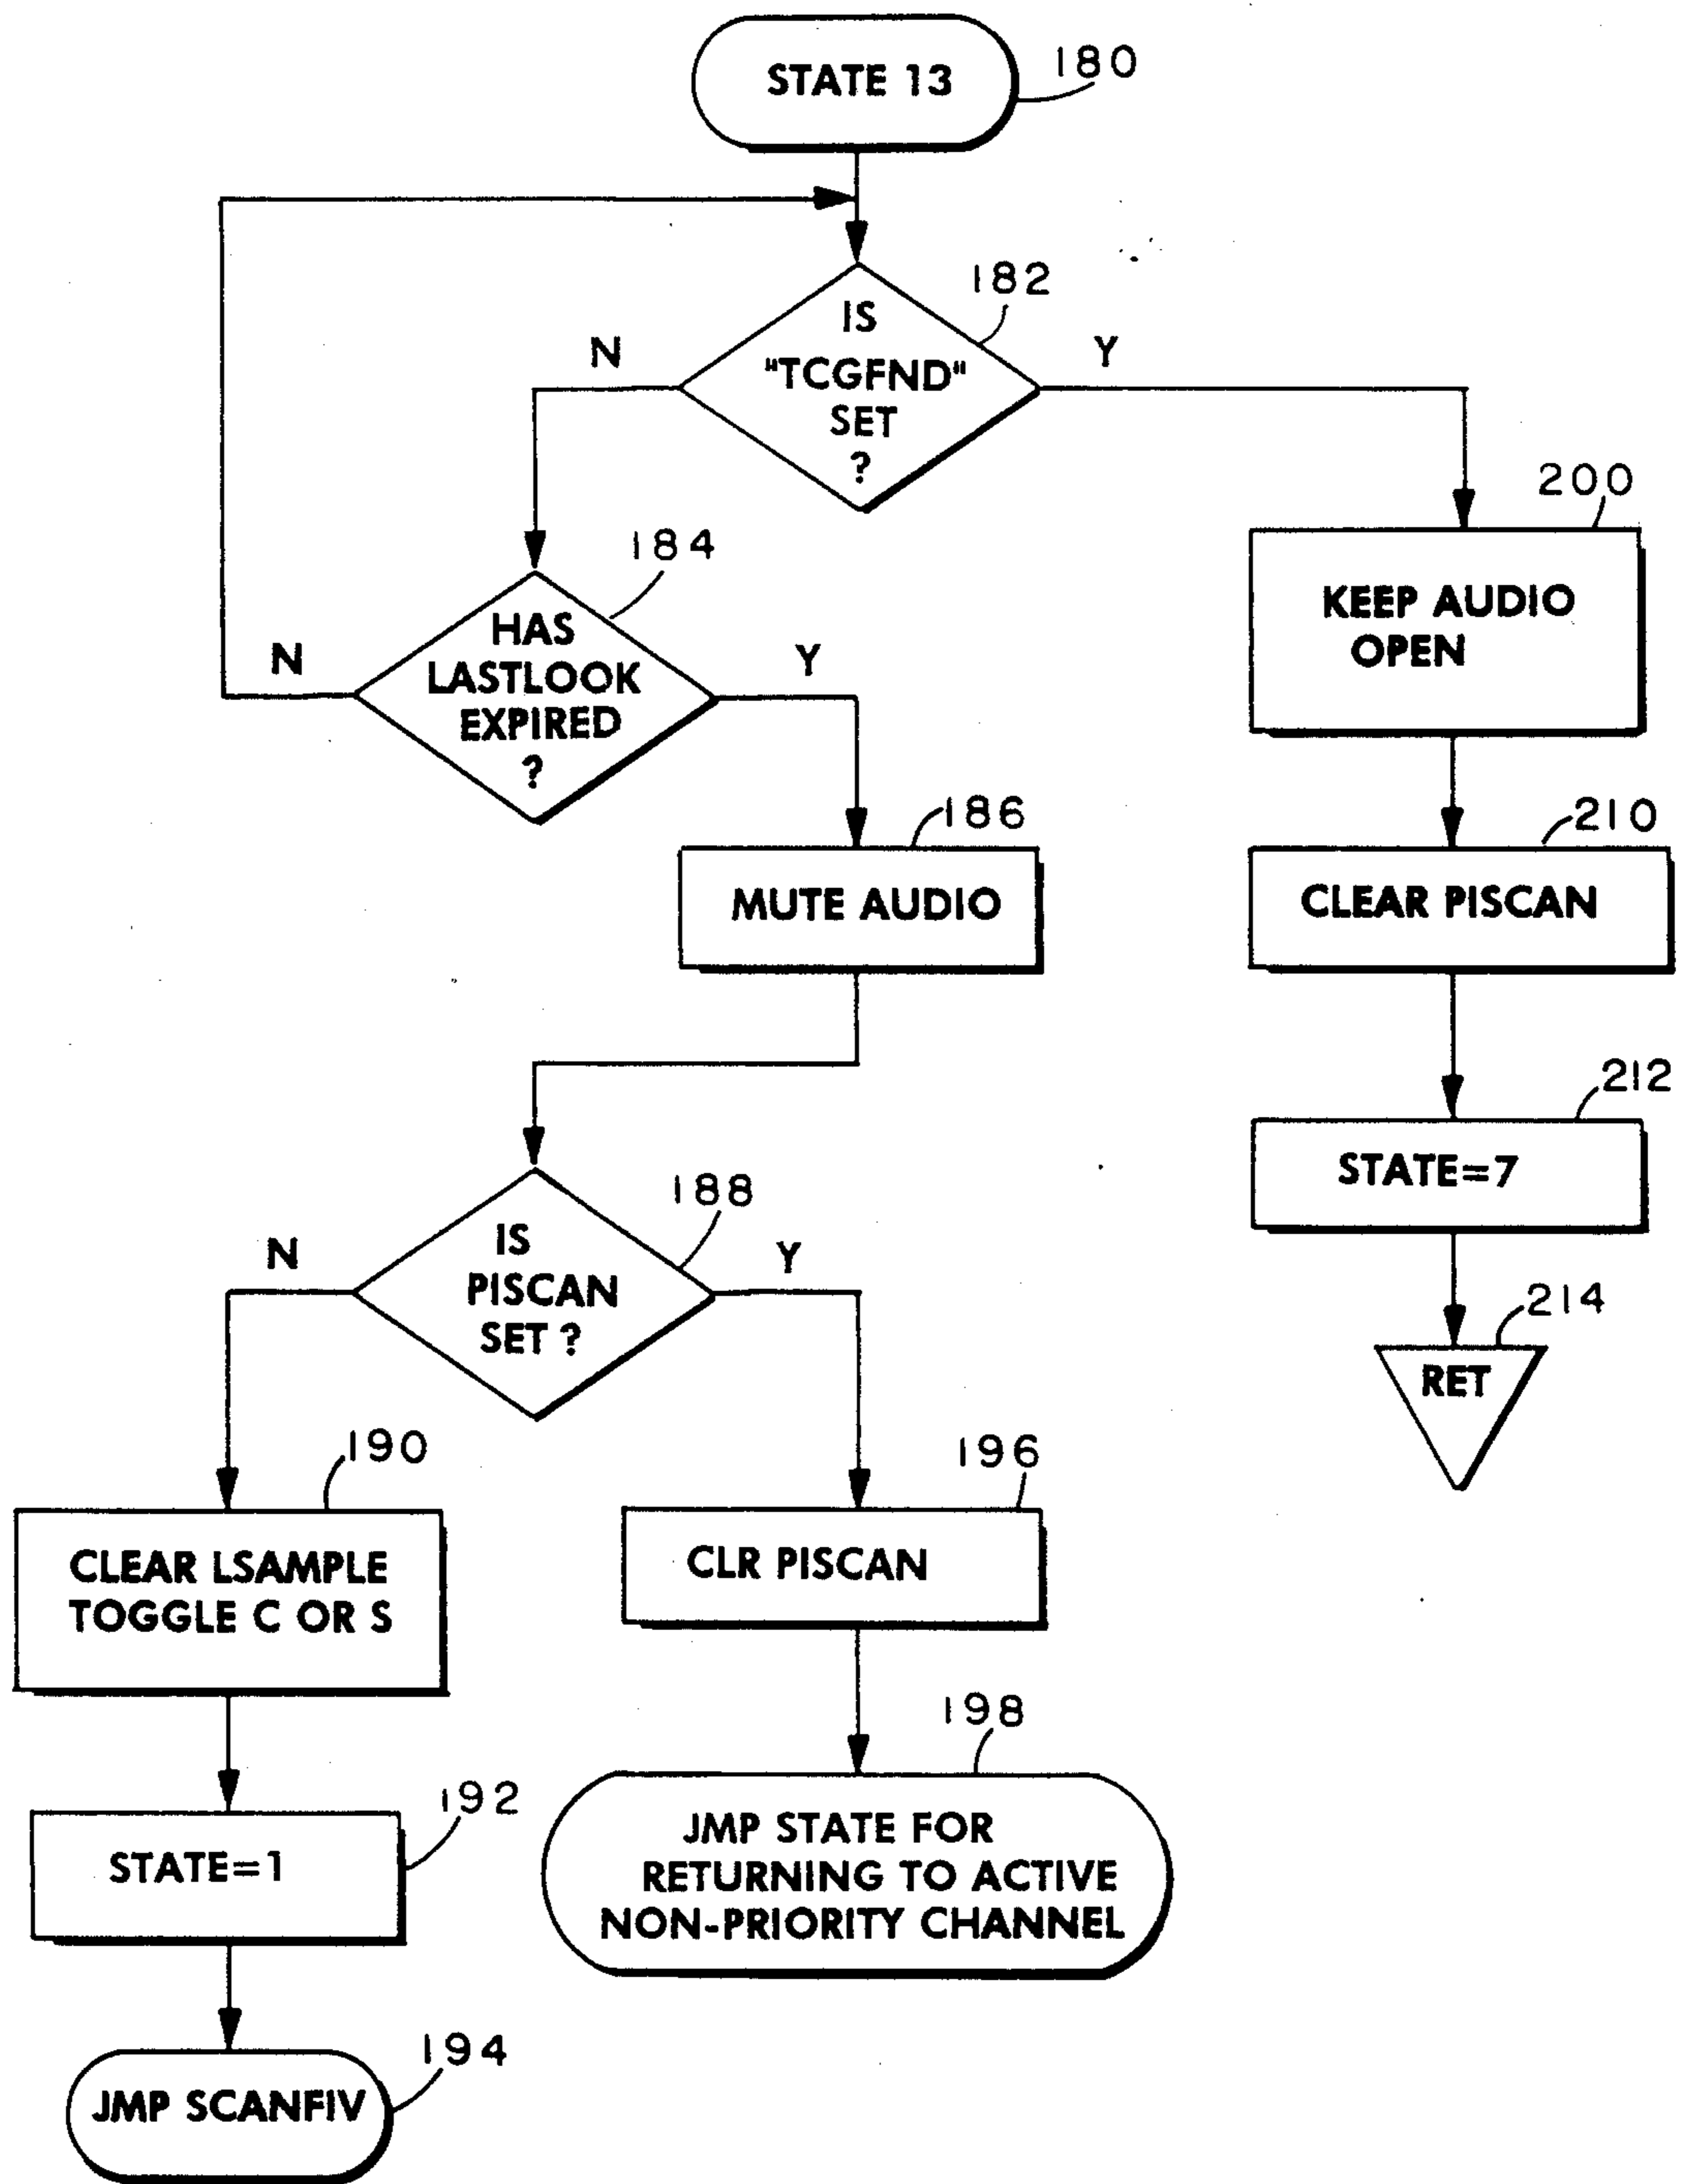 STATE 13
180
IS
"TCGFND"
SET
?
182
N
Y
HAS
LASTLOOK
EXPIRED
?
184
N
Y
200
KEEP AUDIO
OPEN
186
MUTE AUDIO
210
CLEAR PISCAN
212
STATE=7
214
RET
188
IS
PISCAN
SET ?
N
Y
190
CLEAR LSAMPLE
TOGGLE C OR S
196
CLR PISCAN
192
STATE=1
198
JMP STATE FOR
RETURNING TO ACTIVE
NON-PRIORITY CHANNEL
194
JMP SCANFIV